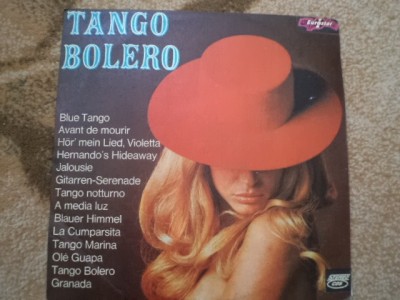 TANGO
BOLERO
Europhon
Blue Tango
Avant de mourir
Hör' mein Lied, Violetta
Hernando's Hideaway
Jalousie
Gitarren-Serenade
Tango notturno
A media luz
Blauer Himmel
La Cumparsita
Tango Marina
Olé Guapa
Tango Bolero
Granada